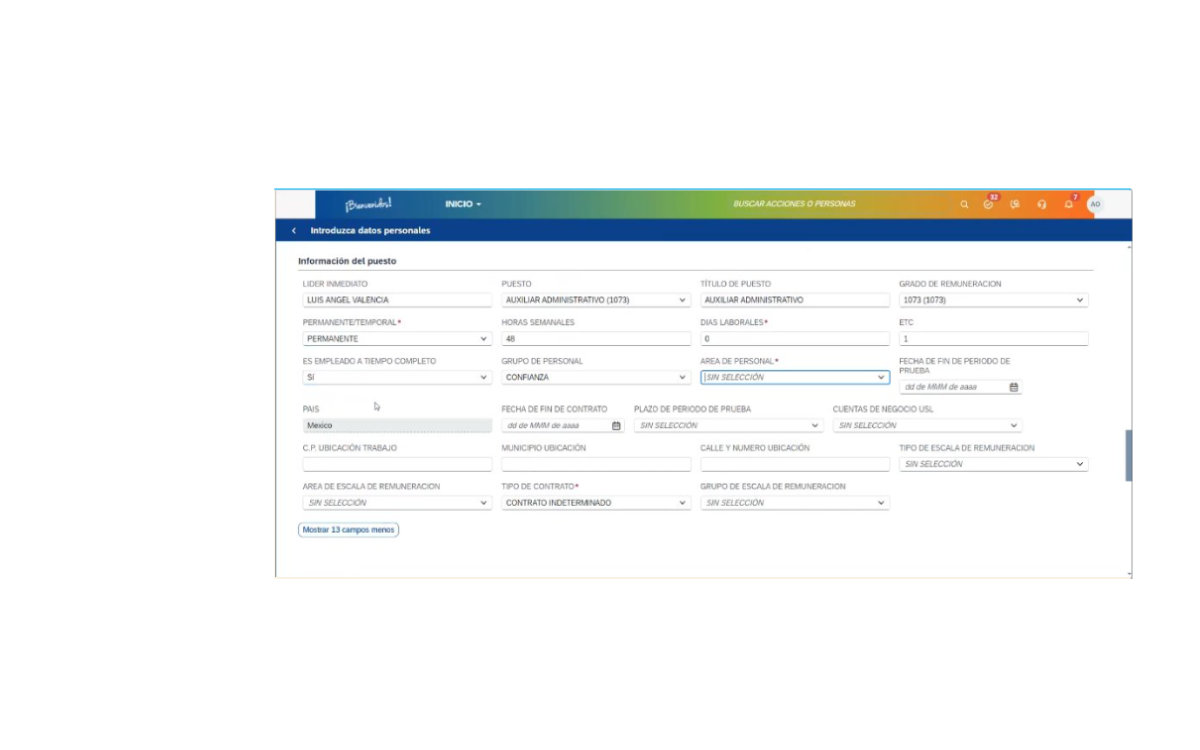 ¡Bienvenido! INICIO BUSCAR ACCIONES O PERSONAS 32 7 AO
Introduzca datos personales
Información del puesto
LIDER INMEDIATO PUESTO TÍTULO DE PUESTO GRADO DE REMUNERACION
LUIS ANGEL VALENCIA AUXILIAR ADMINISTRATIVO (1073) AUXILIAR ADMINISTRATIVO 1073 (1073)
PERMANENTE/TEMPORAL* HORAS SEMANALES DIAS LABORALES* ETC
PERMANENTE 48 0 1
ES EMPLEADO A TIEMPO COMPLETO GRUPO DE PERSONAL AREA DE PERSONAL* FECHA DE FIN DE PERIODO DE PRUEBA
Sí CONFIANZA SIN SELECCIÓN dd de MMM de aaaa
PAIS FECHA DE FIN DE CONTRATO PLAZO DE PERIODO DE PRUEBA CUENTAS DE NEGOCIO USL
Mexico dd de MMM de aaaa SIN SELECCIÓN SIN SELECCIÓN
C.P. UBICACIÓN TRABAJO MUNICIPIO UBICACIÓN CALLE Y NUMERO UBICACIÓN TIPO DE ESCALA DE REMUNERACION
SIN SELECCIÓN
AREA DE ESCALA DE REMUNERACION TIPO DE CONTRATO* GRUPO DE ESCALA DE REMUNERACION
SIN SELECCIÓN CONTRATO INDETERMINADO SIN SELECCIÓN
Mostrar 13 campos menos